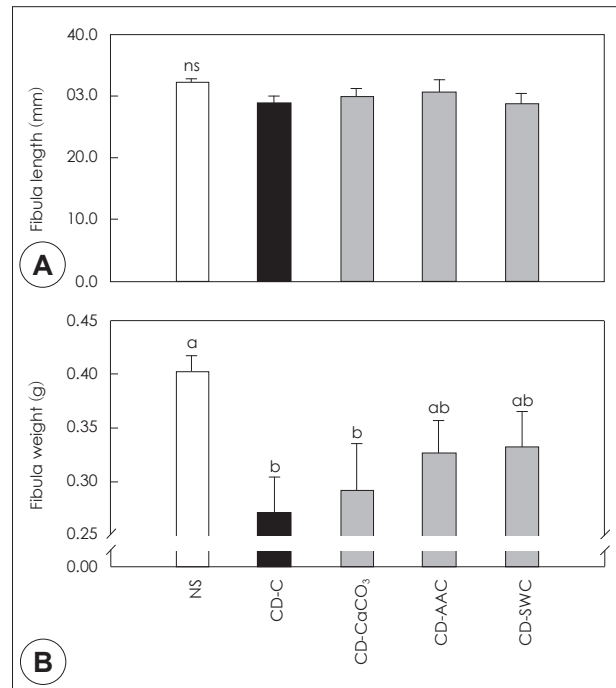 40.0
ns
03.0
20.0
10.0
0.0
Fibula length (mm)
A
0.45
a
0.40
0.35
ab
ab
0.30
b
b
0.25
0.00
Fibula weight (g)
NS
CD-C
CD-CaCO₃
CD-AAC
CD-SWC
B